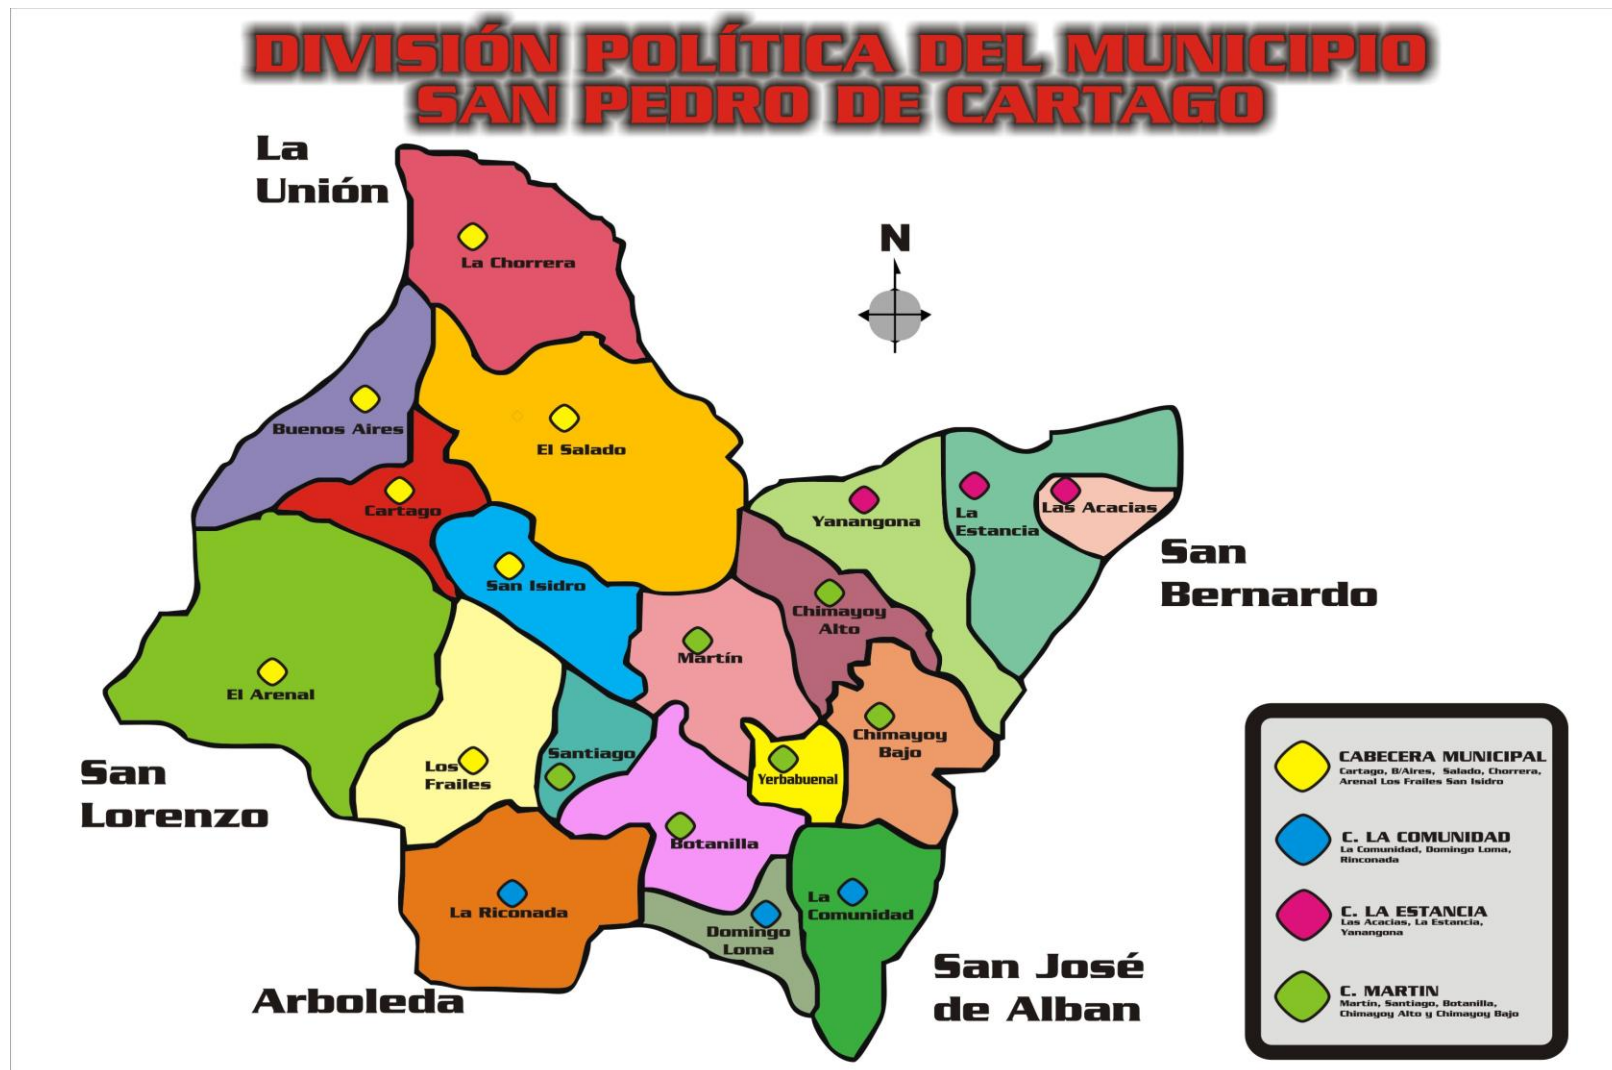 DIVISIÓN POLÍTICA DEL MUNICIPIO
SAN PEDRO DE CARTAGO
La
Unión
N
La Chorrera
Buenos Aires
El Salado
Cartago
Yanangona
La
Estancia
Las Acacias
San
Bernardo
San Isidro
Chimayoy
Alto
Martín
El Arenal
Chimayoy
Bajo
Santiago
Los
Frailes
Yerbabuenal
San
Lorenzo
Botanilla
La Riconada
La
Comunidad
Domingo
Loma
Arboleda
San José
de Alban
CABECERA MUNICIPAL
Cartago, B/Aires, Salado, Chorrera,
Arenal Los Frailes San Isidro
C. LA COMUNIDAD
La Comunidad, Domingo Loma,
Rinconada
C. LA ESTANCIA
Las Acacias, La Estancia,
Yanangona
C. MARTIN
Martín, Santiago, Botanilla,
Chimayoy Alto y Chimayoy Bajo